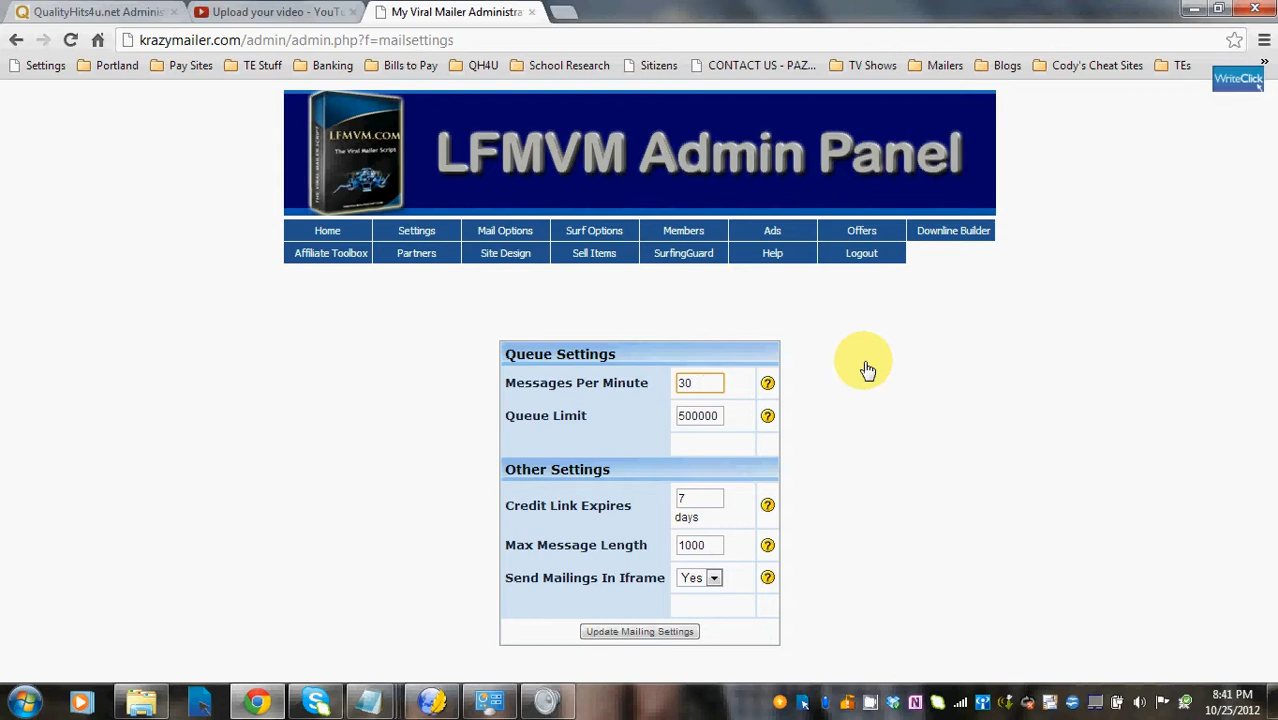 QualityHits4u.net Adminis
Upload your video - YouTu
My Viral Mailer Administra
krazymailer.com/admin/admin.php?f=mailsettings
Settings
Portland
Pay Sites
TE Stuff
Banking
Bills to Pay
QH4U
School Research
Sitizens
CONTACT US - PAZ...
TV Shows
Mailers
Blogs
Cody's Cheat Sites
TEs
»
WriteClick
LFMVM.COM
The Viral Mailer Script
LFMVM Admin Panel
Home
Settings
Mail Options
Surf Options
Members
Ads
Offers
Downline Builder
Affiliate Toolbox
Partners
Site Design
Sell Items
SurfingGuard
Help
Logout
Queue Settings
Messages Per Minute
30
?
Queue Limit
500000
?
Other Settings
Credit Link Expires
7
days
?
Max Message Length
1000
?
Send Mailings In Iframe
Yes
?
Update Mailing Settings
8:41 PM
10/25/2012